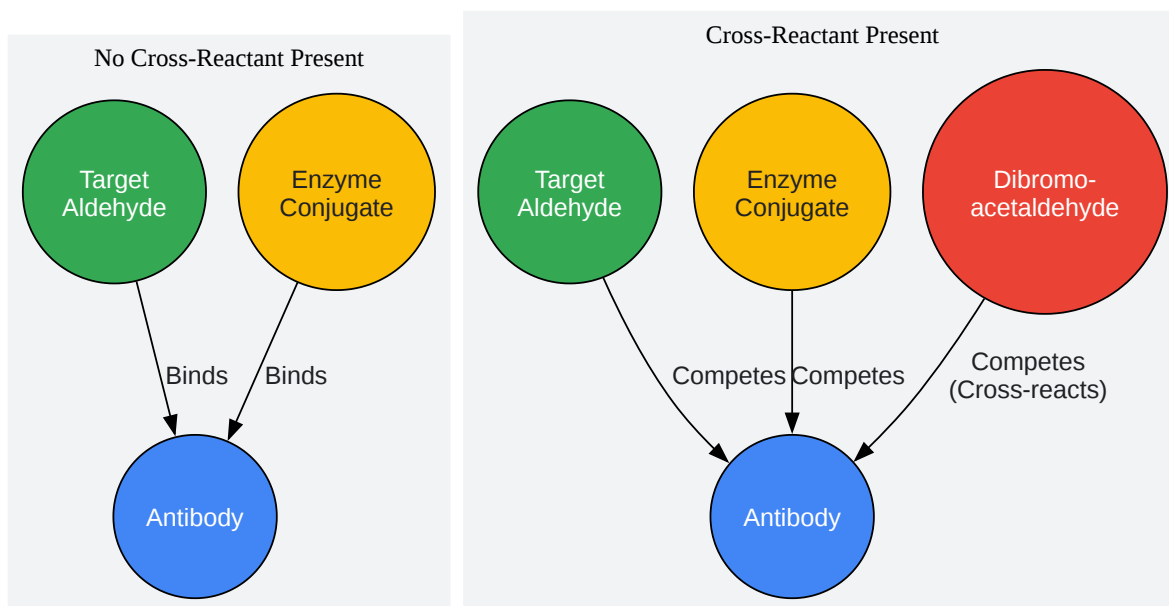 No Cross-Reactant Present
Target
Aldehyde
Enzyme
Conjugate
Binds
Binds
Antibody
Cross-Reactant Present
Target
Aldehyde
Enzyme
Conjugate
Dibromo-
acetaldehyde
Competes
Competes
Competes
(Cross-reacts)
Antibody